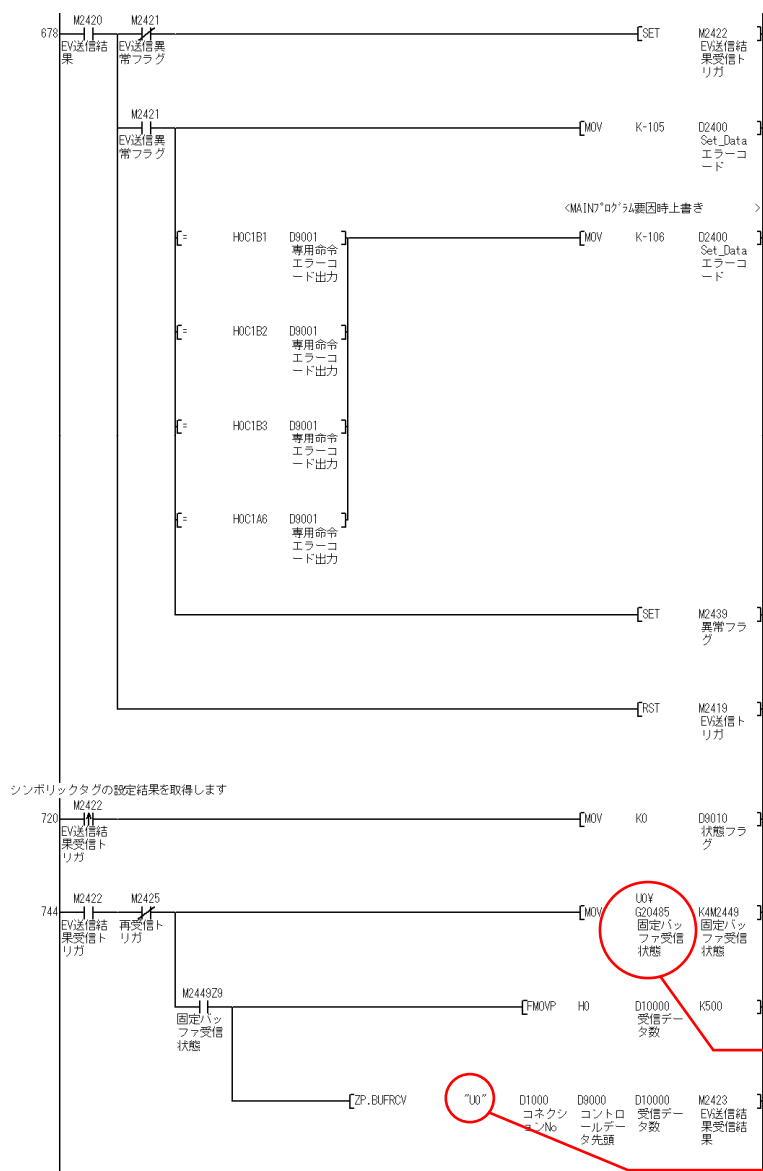 M2420 M2421
678 SET M2422
EV送信結 EV送信異 EV送信結
果 常フラグ 果受信ト
リガ
M2421
MOV K-105 D2400
EV送信異 Set_Data
常フラグ エラーコ
ード
<MAINﾌﾟﾛｸﾞﾗﾑ要因時上書き >
= H0C1B1 D9001 MOV K-106 D2400
専用命令 Set_Data
エラーコ エラーコ
ード出力 ード
= H0C1B2 D9001
専用命令
エラーコ
ード出力
= H0C1B3 D9001
専用命令
エラーコ
ード出力
= H0C1A6 D9001
専用命令
エラーコ
ード出力
SET M2439
異常フラ
グ
RST M2419
EV送信ト
リガ
シンボリックタグの設定結果を取得します
M2422
720 MOV K0 D9010
EV送信結 状態フラ
果受信ト グ
リガ
M2422 M2425 U0¥
744 MOV G20485 K4M2449
EV送信結 再受信ト 固定バッ 固定バッ
果受信ト リガ ファ受信 ファ受信
リガ 状態 状態
M2449Z9
FMOVP H0 D10000 K500
固定バッ 受信デー
ファ受信 タ数
状態
ZP.BUFRCV "U0" D1000 D9000 D10000 M2423
コネクシ コントロ 受信デー EV送信結
ョンNo ールデー タ数 果受信結
タ先頭 果